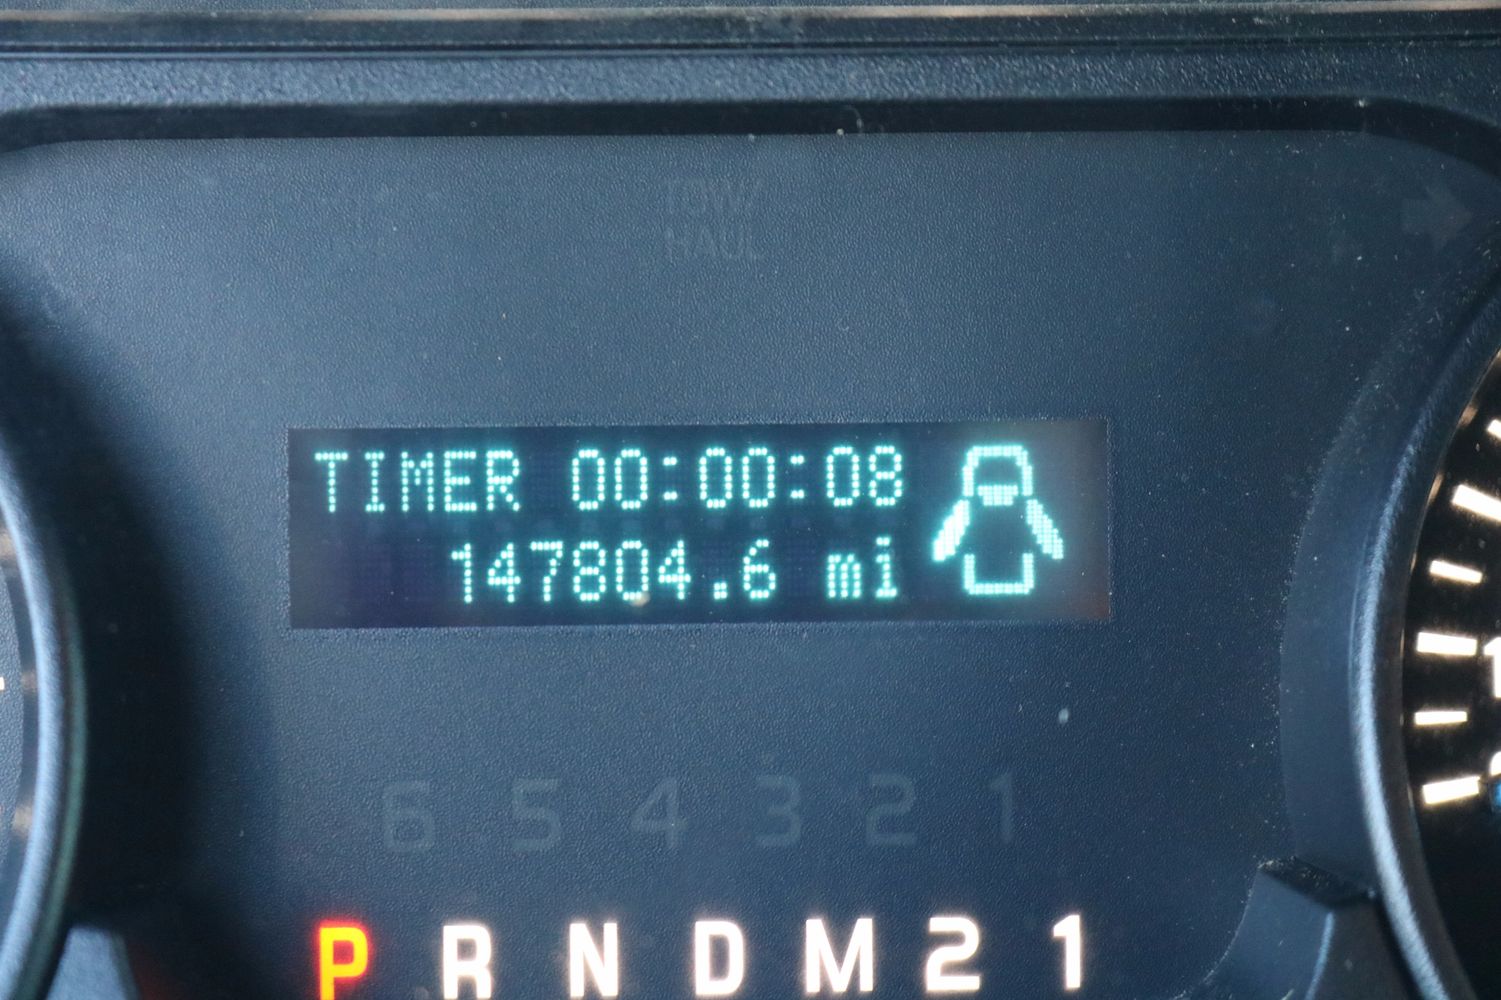 TOW/
HAUL
TIMER 00:00:08
147804.6 mi
6 5 4 3 2 1
P R N D M 2 1